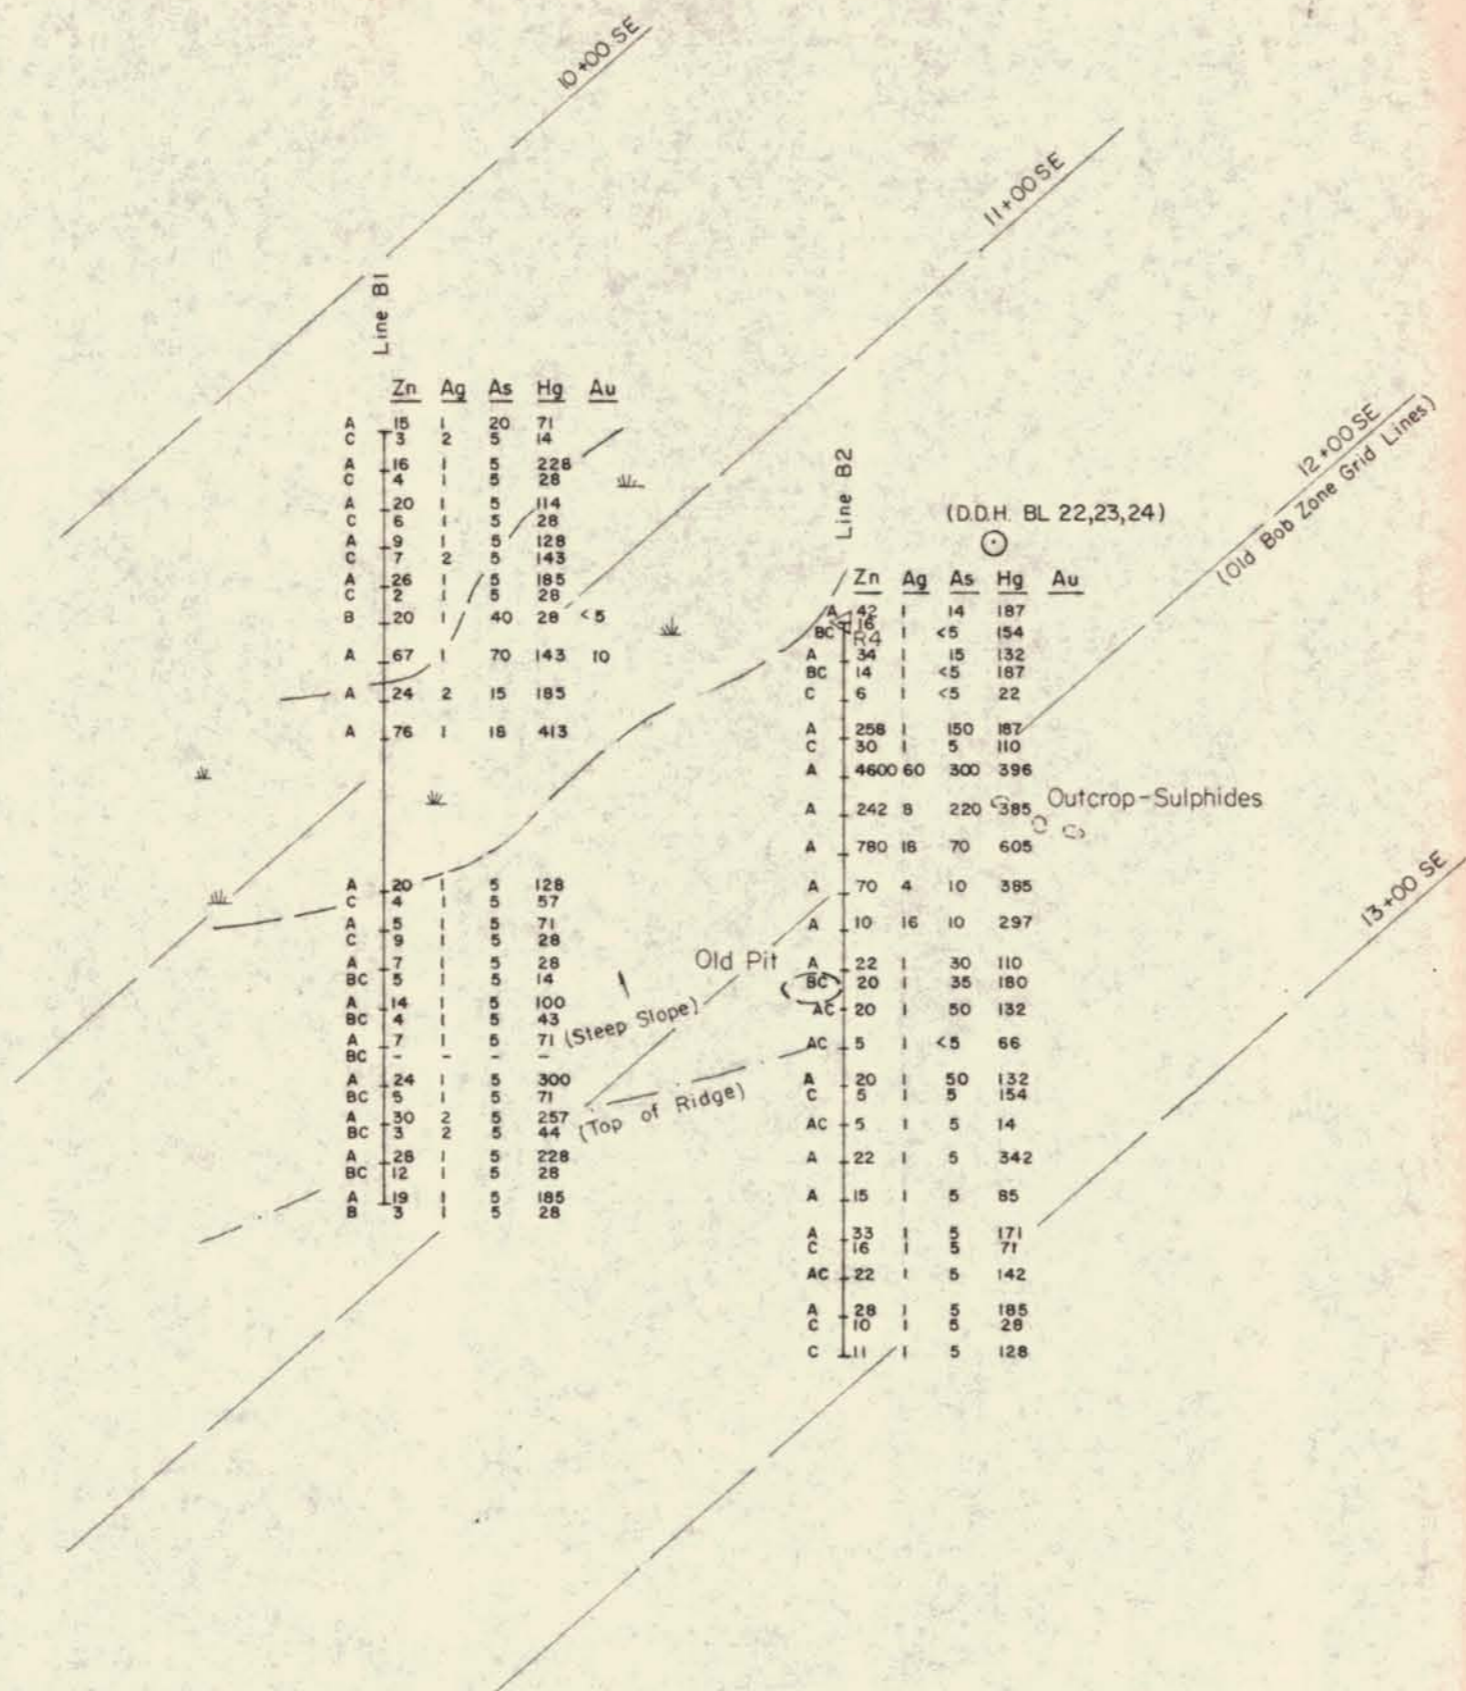 10+00 SE
11+00 SE
12+00 SE
(Old Bob Zone Grid Lines)
13+00 SE
Line B1
Zn Ag As Hg Au
A 15 1 20 71
C 3 2 5 14
A 16 1 5 228
C 4 1 5 28
A 20 1 5 114
C 6 1 5 28
A 9 1 5 128
C 7 2 5 143
A 26 1 5 185
C 2 1 5 28
B 20 1 40 28 <5
A 67 1 70 143 10
A 24 2 15 185
A 76 1 18 413
A 20 1 5 128
C 4 1 5 57
A 5 1 5 71
C 9 1 5 28
A 7 1 5 28
BC 5 1 5 14
A 14 1 5 100
BC 4 1 5 43
A 7 1 5 71
BC - - - -
A 24 1 5 300
BC 5 1 5 71
A 30 2 5 257
BC 3 2 5 44
A 28 1 5 228
BC 12 1 5 28
A 19 1 5 185
B 3 1 5 28
(Steep Slope)
(Top of Ridge)
Old Pit
Line B2
(D.D.H. BL 22,23,24)
Zn Ag As Hg Au
A 42 1 14 187
BC 16 1 <5 154
R4
A 34 1 15 132
BC 14 1 <5 187
C 6 1 <5 22
A 258 1 150 187
C 30 1 5 110
A 4600 60 300 396
A 242 8 220 385
Outcrop-Sulphides
A 780 18 70 605
A 70 4 10 385
A 10 16 10 297
A 22 1 30 110
BC 20 1 35 180
AC 20 1 50 132
AC 5 1 <5 66
A 20 1 50 132
C 5 1 5 154
AC 5 1 5 14
A 22 1 5 342
A 15 1 5 85
A 33 1 5 171
C 16 1 5 71
AC 22 1 5 142
A 28 1 5 185
C 10 1 5 28
C 11 1 5 128